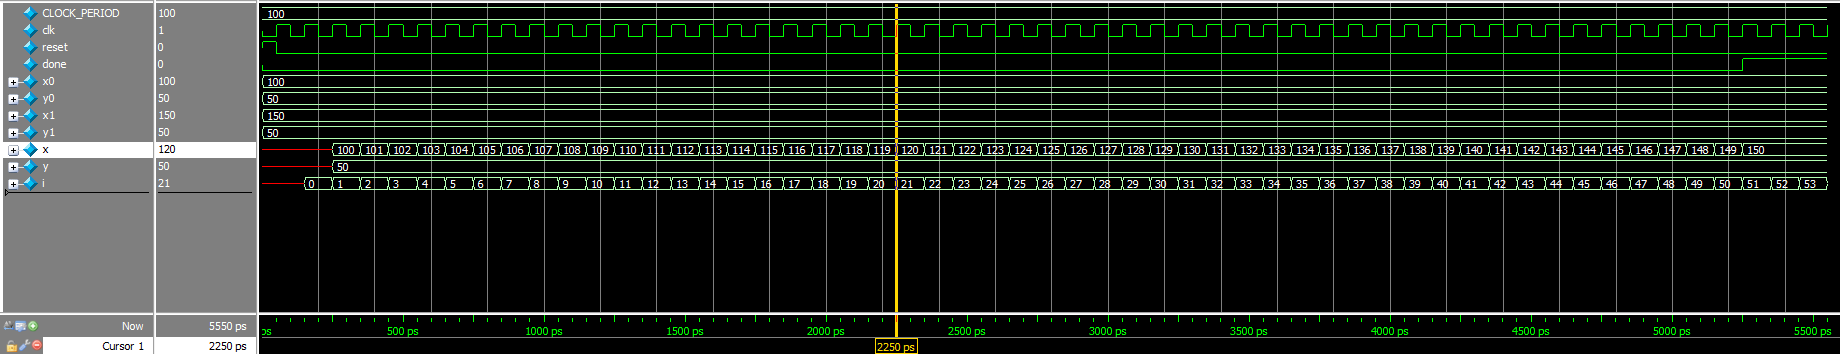 CLOCK_PERIOD 100 100
clk 1
reset 0
done 0
x0 100 100
y0 50 50
x1 150 150
y1 50 50
x 120 100 101 102 103 104 105 106 107 108 109 110 111 112 113 114 115 116 117 118 119 120 121 122 123 124 125 126 127 128 129 130 131 132 133 134 135 136 137 138 139 140 141 142 143 144 145 146 147 148 149 150
y 50 50
i 21 0 1 2 3 4 5 6 7 8 9 10 11 12 13 14 15 16 17 18 19 20 21 22 23 24 25 26 27 28 29 30 31 32 33 34 35 36 37 38 39 40 41 42 43 44 45 46 47 48 49 50 51 52 53
Now 5550 ps ps 500 ps 1000 ps 1500 ps 2000 ps 2500 ps 3000 ps 3500 ps 4000 ps 4500 ps 5000 ps 5500 ps
Cursor 1 2250 ps 2250 ps